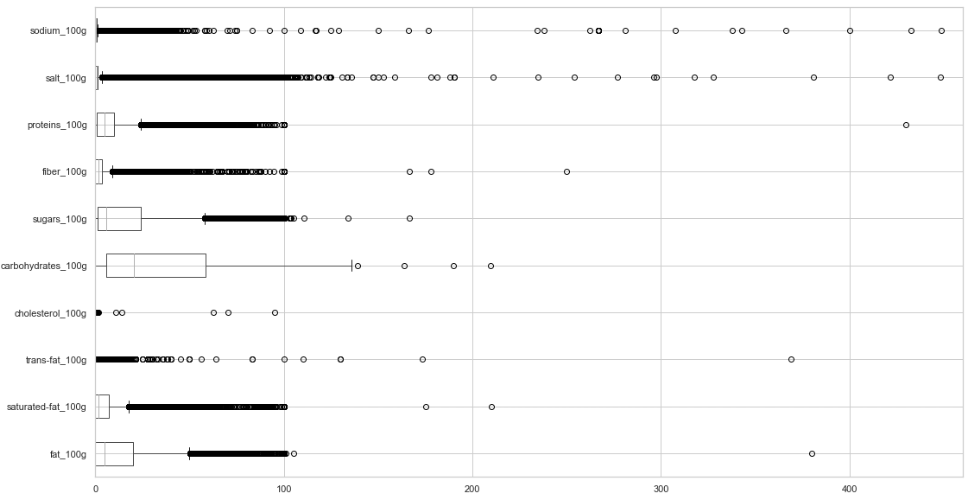 sodium_100g
salt_100g
proteins_100g
fiber_100g
sugars_100g
carbohydrates_100g
cholesterol_100g
trans-fat_100g
saturated-fat_100g
fat_100g
0 100 200 300 400